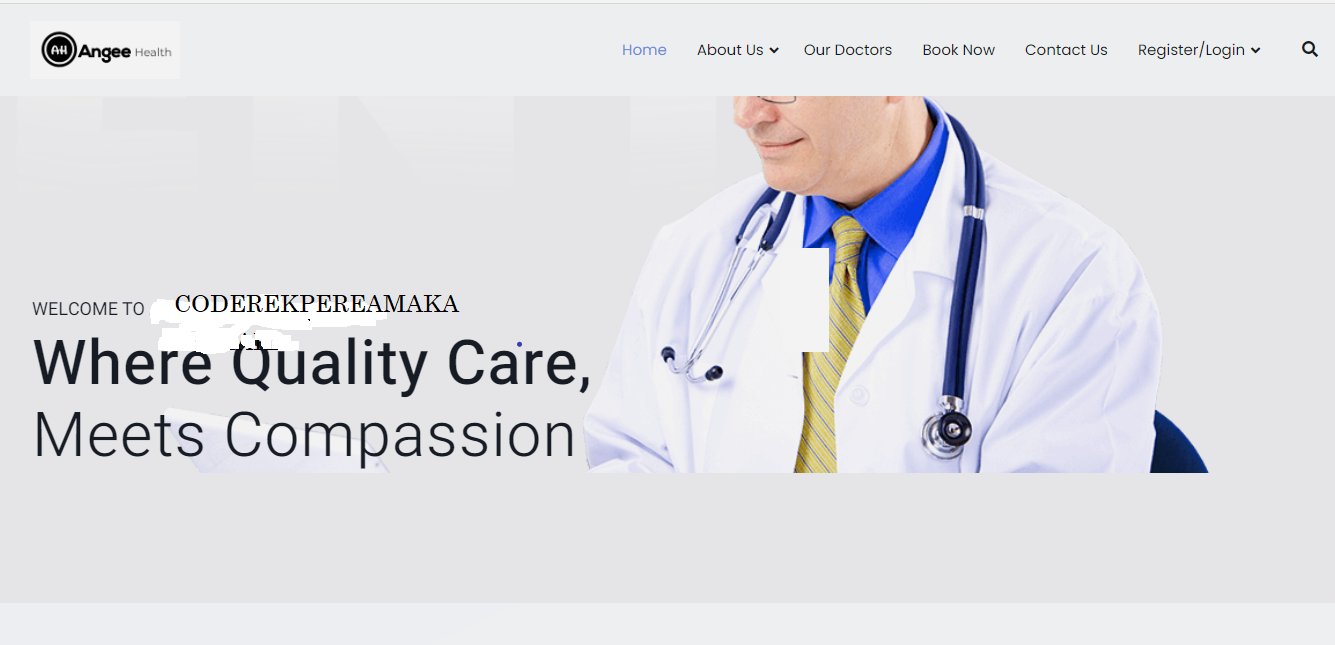 AH Angee Health
Home About Us Our Doctors Book Now Contact Us Register/Login
WELCOME TO CODEREKPEREAMAKA
Where Quality Care,
Meets Compassion